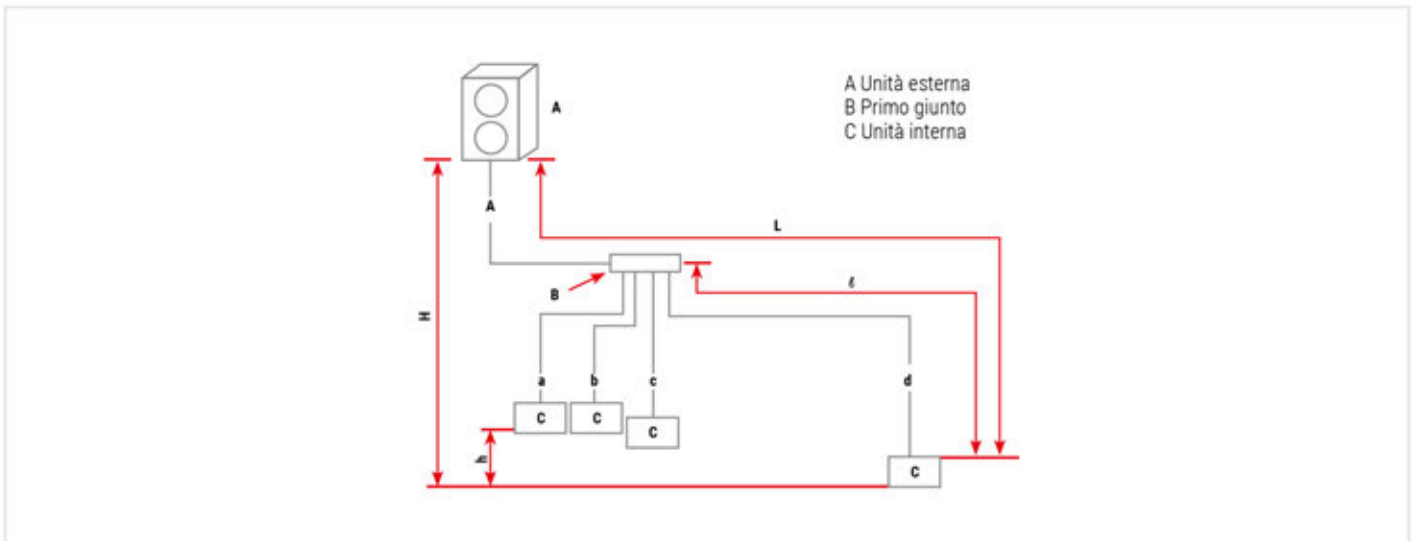 A Unità esterna
B Primo giunto
C Unità interna
A
A
L
B
ℓ
H
a
b
c
d
C
C
C
h
C